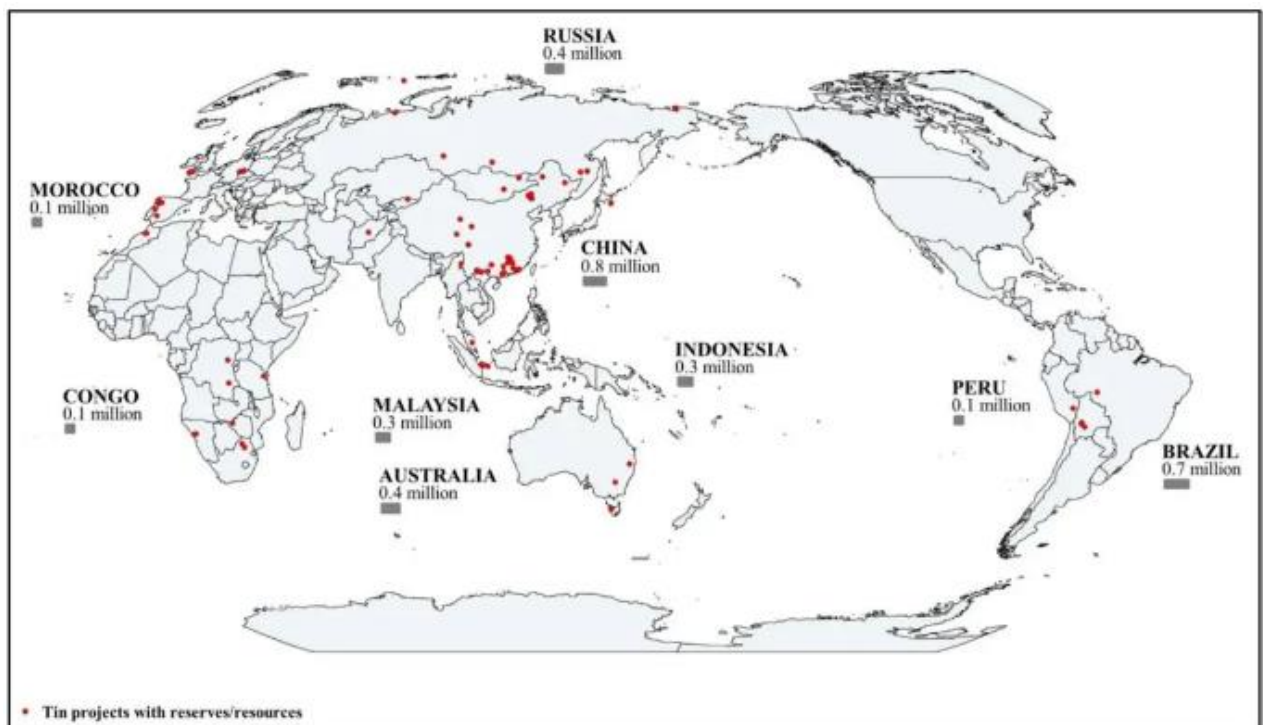 RUSSIA
0.4 million
MOROCCO
0.1 million
CHINA
0.8 million
INDONESIA
0.3 million
CONGO
0.1 million
MALAYSIA
0.3 million
PERU
0.1 million
AUSTRALIA
0.4 million
BRAZIL
0.7 million
Tin projects with reserves/resources